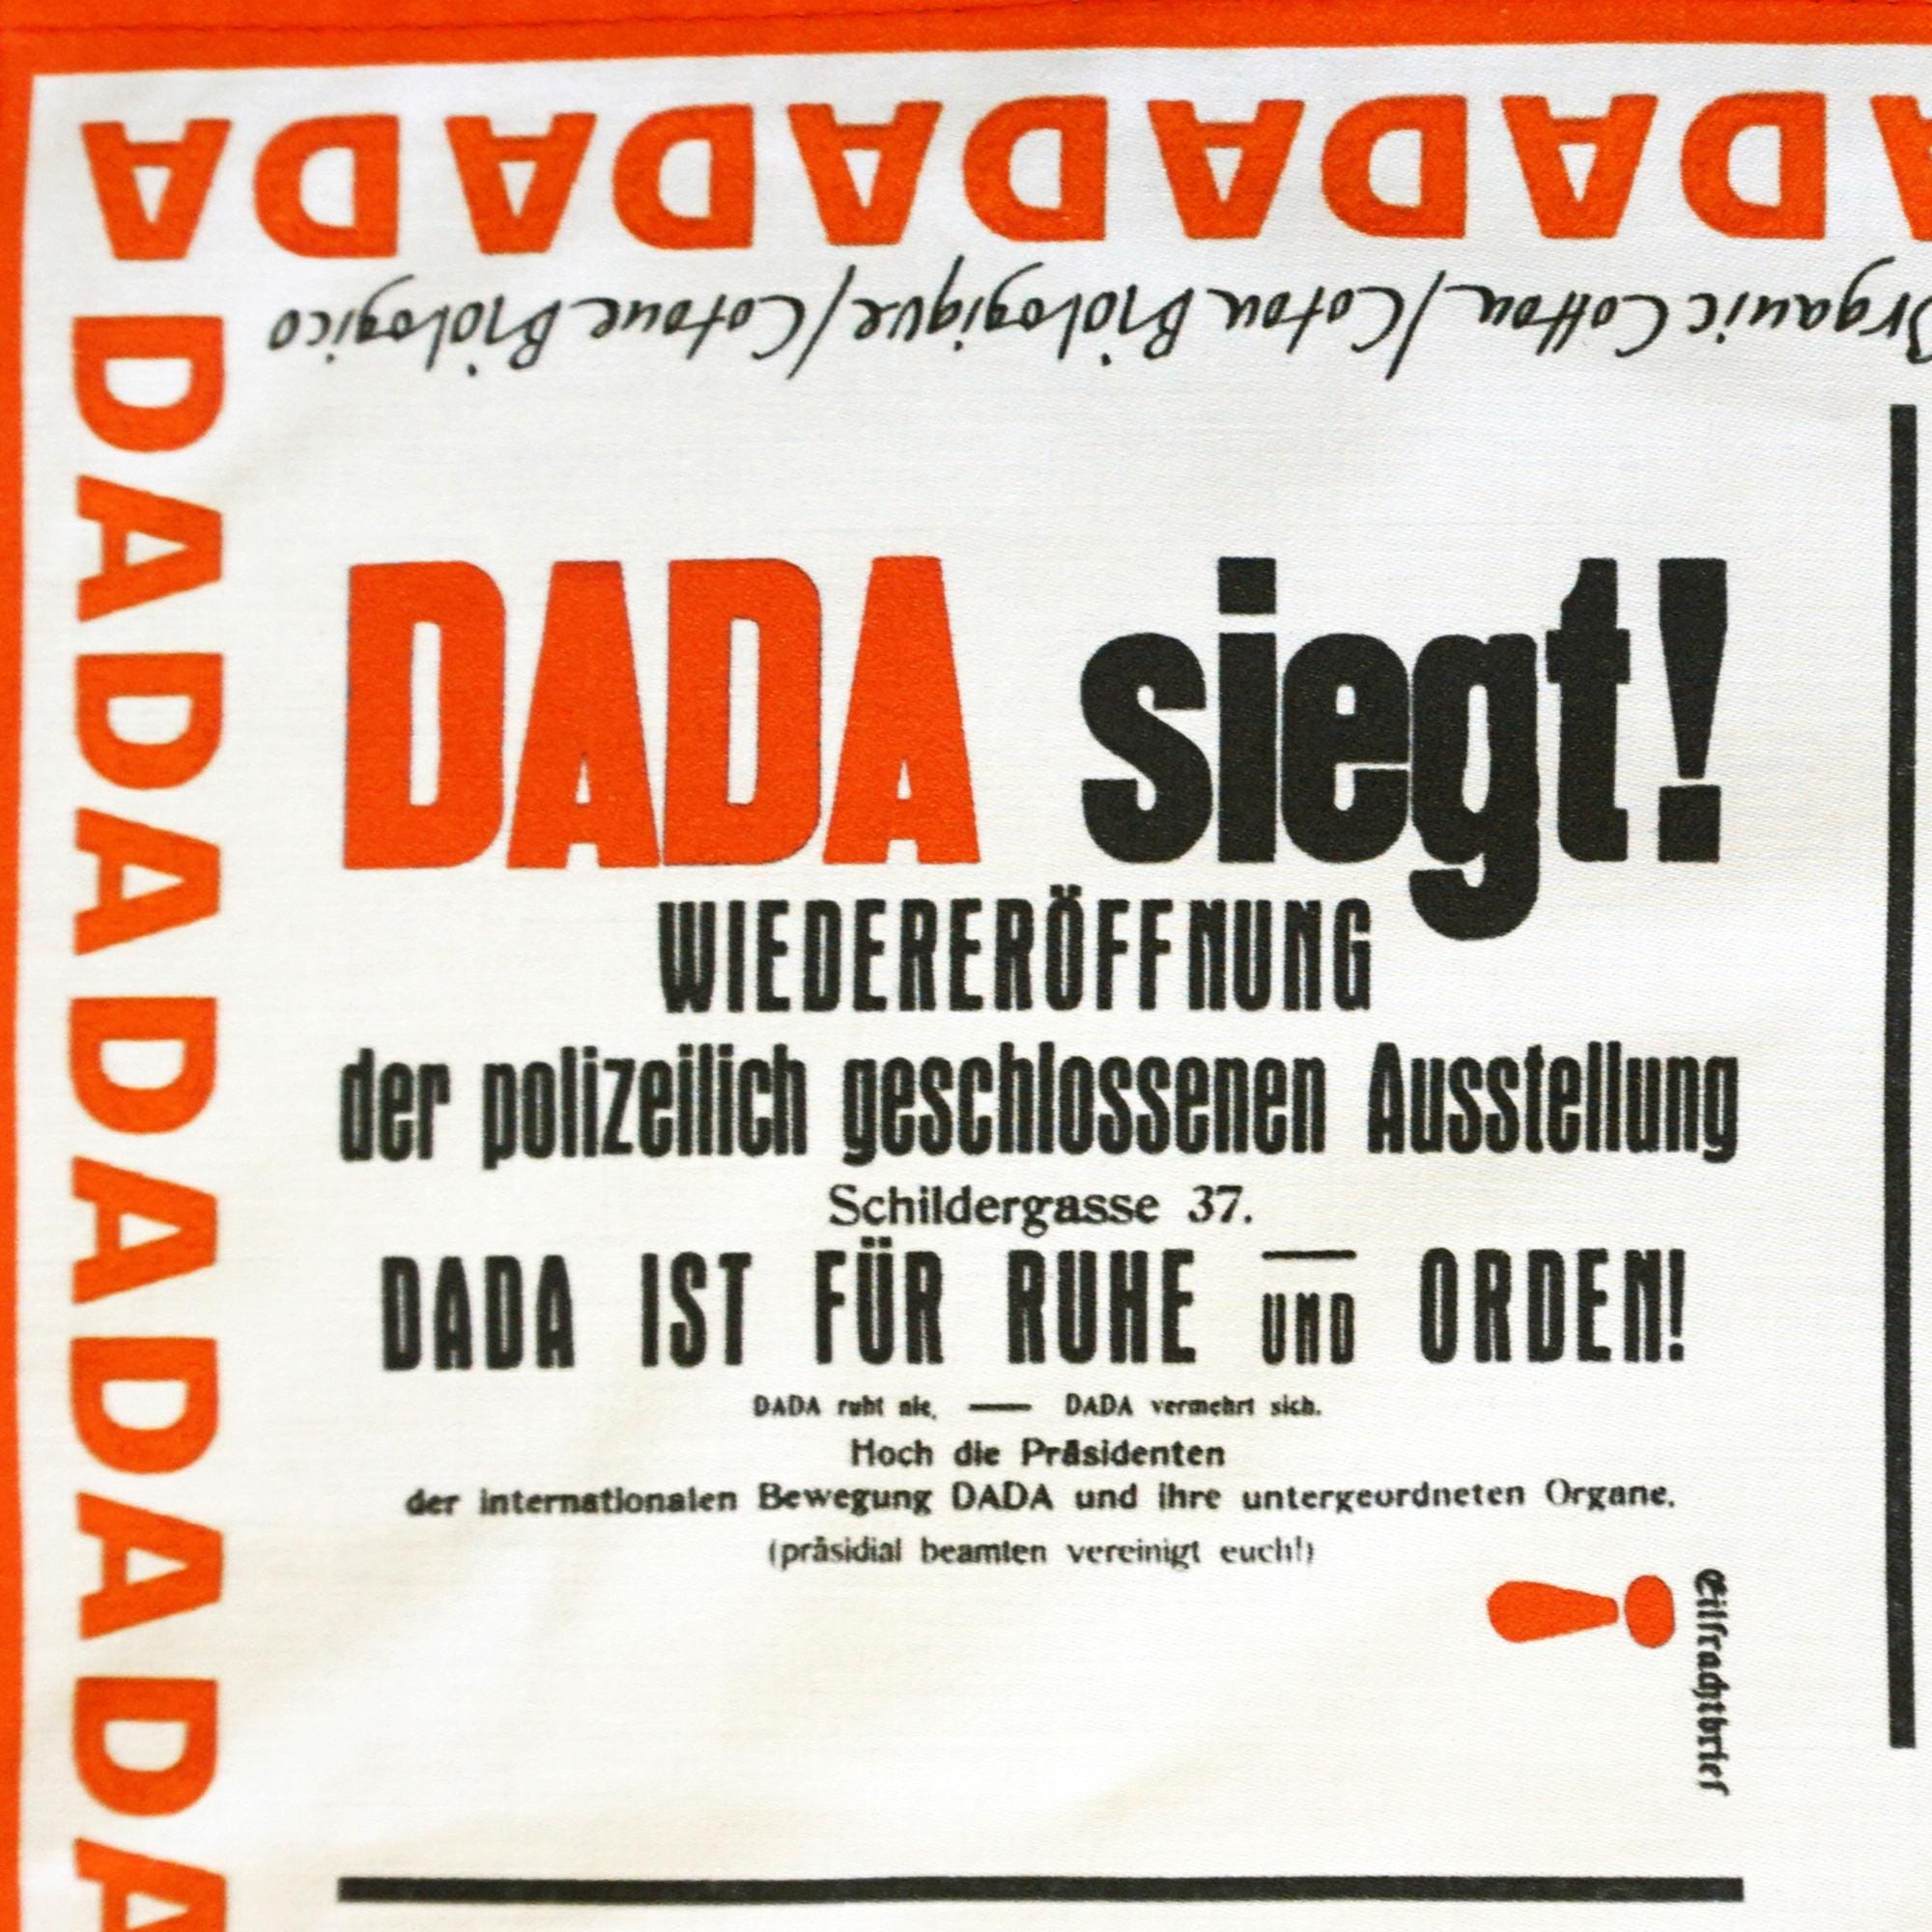 ADADADADADA
Organic Cotton/Coton Biologique/Cotone Biologico
DADADADADA
DADA siegt!
WIEDERERÖFFNUNG
der polizeilich geschlossenen Ausstellung
Schildergasse 37.
DADA IST FÜR RUHE UND ORDEN!
DADA ruht nie, — DADA vermehrt sich.
Hoch die Präsidenten
der internationalen Bewegung DADA und ihre untergeordneten Organe.
(präsidial beamten vereinigt euch!)
!
Eilfrachtbrief